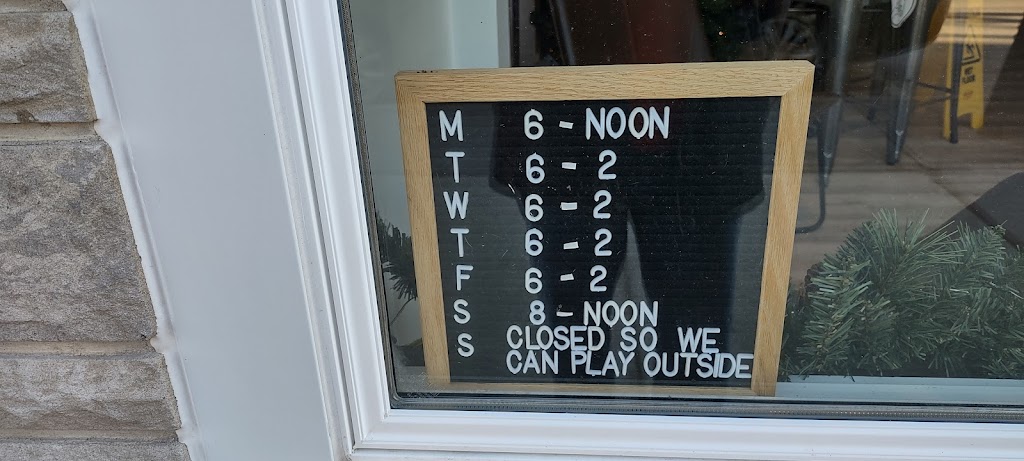 M 6 - NOON
T 6 - 2
W 6 - 2
T 6 - 2
F 6 - 2
S 8 - NOON
S CLOSED SO WE
CAN PLAY OUTSIDE